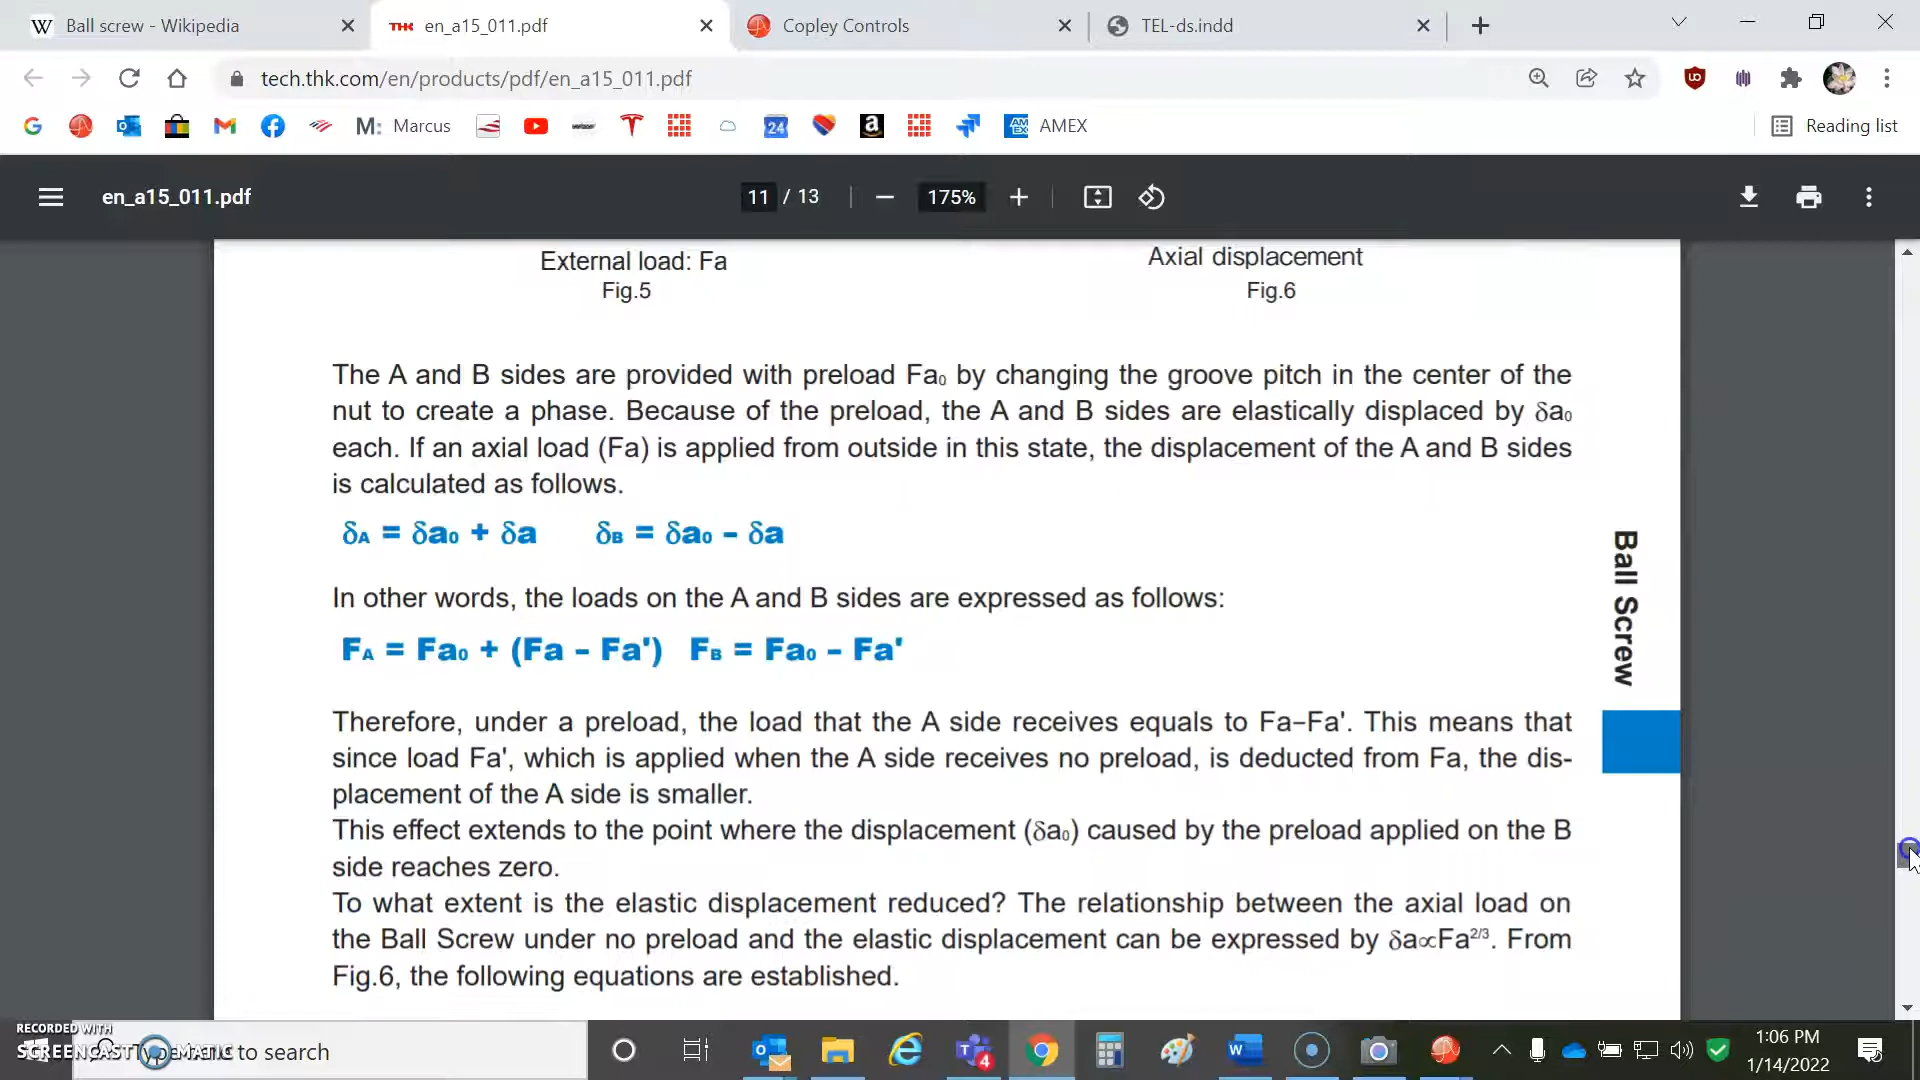 Ball screw - Wikipedia
THK en_a15_011.pdf
Copley Controls
TEL-ds.indd
tech.thk.com/en/products/pdf/en_a15_011.pdf
M: Marcus
24
AM EX AMEX
Reading list
en_a15_011.pdf
11 / 13
175%
External load: Fa
Fig.5
Axial displacement
Fig.6
The A and B sides are provided with preload Fa₀ by changing the groove pitch in the center of the
nut to create a phase. Because of the preload, the A and B sides are elastically displaced by δa₀
each. If an axial load (Fa) is applied from outside in this state, the displacement of the A and B sides
is calculated as follows.
δA = δa₀ + δa δB = δa₀ – δa
In other words, the loads on the A and B sides are expressed as follows:
FA = Fa₀ + (Fa – Fa') FB = Fa₀ – Fa'
Therefore, under a preload, the load that the A side receives equals to Fa–Fa'. This means that
since load Fa', which is applied when the A side receives no preload, is deducted from Fa, the dis-
placement of the A side is smaller.
This effect extends to the point where the displacement (δa₀) caused by the preload applied on the B
side reaches zero.
To what extent is the elastic displacement reduced? The relationship between the axial load on
the Ball Screw under no preload and the elastic displacement can be expressed by δa∝Fa²ᐟ³. From
Fig.6, the following equations are established.
Ball Screw
RECORDED WITH
SCREENCAST MATIC
Type here to search
4
1:06 PM
1/14/2022